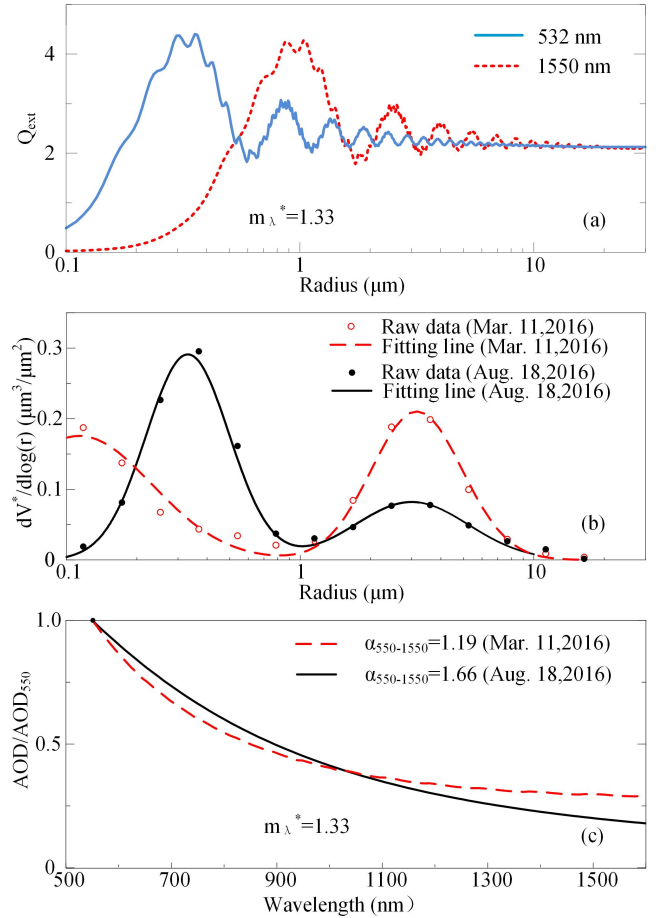 4
2
0
Q_ext
532 nm
1550 nm
m_λ*=1.33
(a)
0.1
1
10
Radius (μm)
0.3
0.2
0.1
0
dV*/dlog(r) (μm³/μm²)
Raw data (Mar. 11,2016)
Fitting line (Mar. 11,2016)
Raw data (Aug. 18,2016)
Fitting line (Aug. 18,2016)
(b)
0.1
1
10
Radius (μm)
1.0
0.5
0
AOD/AOD₅₅₀
α₅₅₀₋₁₅₅₀=1.19 (Mar. 11,2016)
α₅₅₀₋₁₅₅₀=1.66 (Aug. 18,2016)
m_λ*=1.33
(c)
500
700
900
1100
1300
1500
Wavelength (nm）